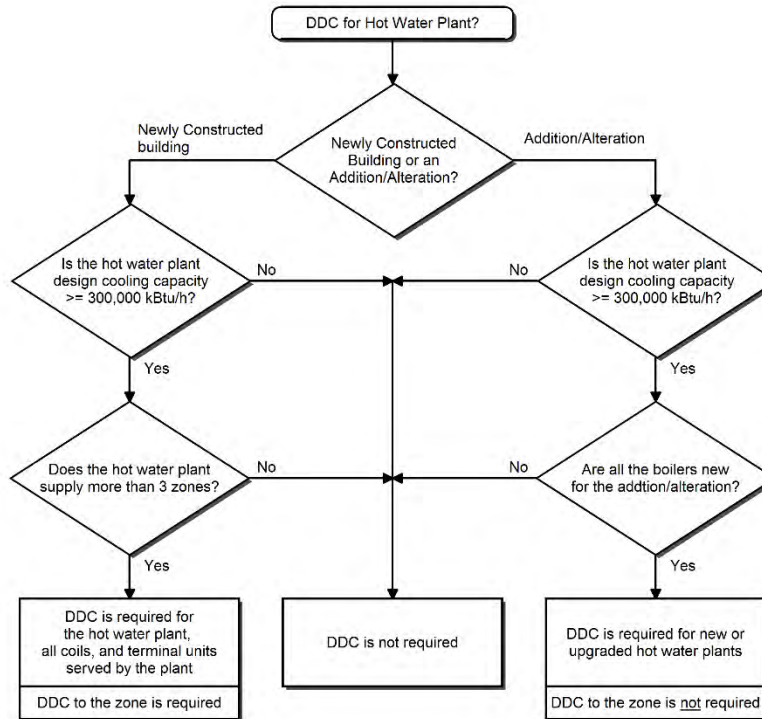 DDC for Hot Water Plant?
Newly Constructed
building
Newly Constructed
Building or an
Addition/Alteration?
Addition/Alteration
Is the hot water plant
design cooling capacity
>= 300,000 kBtu/h?
No
No
Is the hot water plant
design cooling capacity
>= 300,000 kBtu/h?
Yes
Yes
Does the hot water plant
supply more than 3 zones?
No
No
Are all the boilers new
for the addtion/alteration?
Yes
Yes
DDC is required for
the hot water plant,
all coils, and terminal units
served by the plant
DDC to the zone is required
DDC is not required
DDC is required for new or
upgraded hot water plants
DDC to the zone is not required